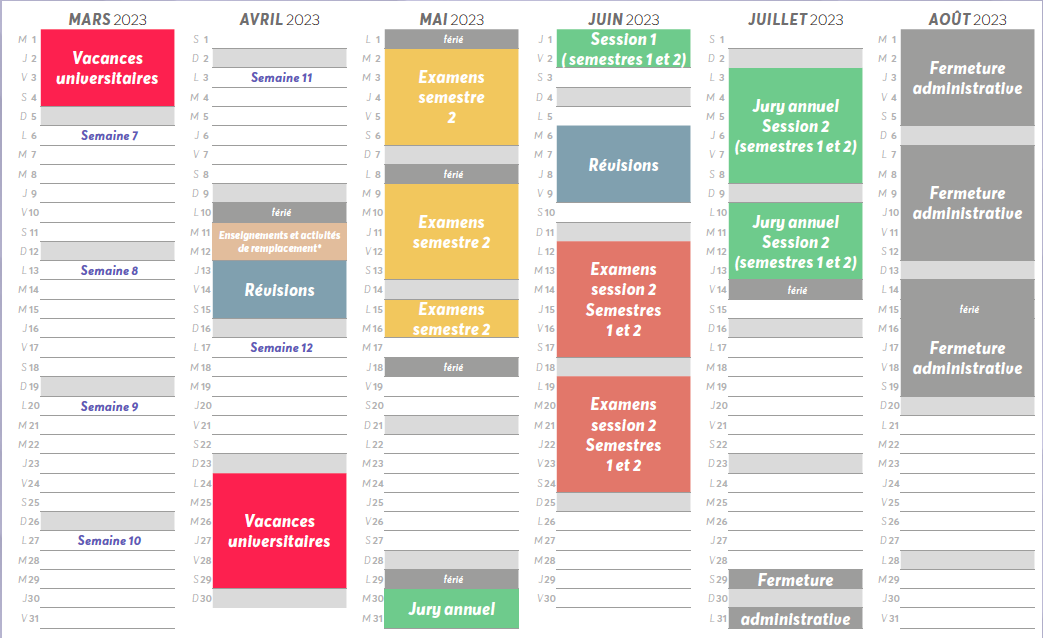 MARS 2023
M 1
J 2
Vacances
universitaires
V 3
S 4
D 5
L 6 Semaine 7
M 7
M 8
J 9
V 10
S 11
D 12
L 13 Semaine 8
M 14
M 15
J 16
V 17
S 18
D 19
L 20 Semaine 9
M 21
M 22
J 23
V 24
S 25
D 26
L 27 Semaine 10
M 28
M 29
J 30
V 31
AVRIL 2023
S 1
D 2
L 3 Semaine 11
M 4
M 5
J 6
V 7
S 8
D 9
L 10 férié
M 11
Enseignements et activités
de remplacement*
M 12
J 13
V 14 Révisions
S 15
D 16
L 17 Semaine 12
M 18
M 19
J 20
V 21
S 22
D 23
L 24
M 25
M 26 Vacances
J 27 universitaires
V 28
S 29
D 30
MAI 2023
L 1 férié
M 2
M 3 Examens
J 4 semestre
V 5 2
S 6
D 7
L 8 férié
M 9
M 10
J 11 Examens
V 12 semestre 2
S 13
D 14
L 15 Examens
M 16 semestre 2
M 17
J 18 férié
V 19
S 20
D 21
L 22
M 23
M 24
J 25
V 26
S 27
D 28
L 29 férié
M 30
M 31
Jury annuel
JUIN 2023
J 1 Session 1
V 2 (semestres 1 et 2)
S 3
D 4
L 5
M 6
M 7
Révisions
J 8
V 9
S 10
D 11
L 12
M 13 Examens
M 14 session 2
J 15 Semestres
V 16 1 et 2
S 17
D 18
L 19
M 20 Examens
M 21 session 2
J 22 Semestres
V 23 1 et 2
S 24
D 25
L 26
M 27
M 28
J 29
V 30
JUILLET 2023
S 1
D 2
L 3
M 4
Jury annuel
M 5 Session 2
J 6
(semestres 1 et 2)
V 7
S 8
D 9
L 10
M 11 Jury annuel
M 12 Session 2
J 13 (semestres 1 et 2)
V 14 férié
S 15
D 16
L 17
M 18
M 19
J 20
V 21
S 22
D 23
L 24
M 25
M 26
J 27
V 28
S 29 Fermeture
D 30
L 31 administrative
AOÛT 2023
M 1
M 2
Fermeture
administrative
J 3
V 4
S 5
D 6
L 7
M 8
M 9 Fermeture
J 10 administrative
V 11
S 12
D 13
L 14
M 15 férié
M 16
J 17 Fermeture
V 18 administrative
S 19
D 20
L 21
M 22
M 23
J 24
V 25
S 26
D 27
L 28
M 29
M 30
J 31